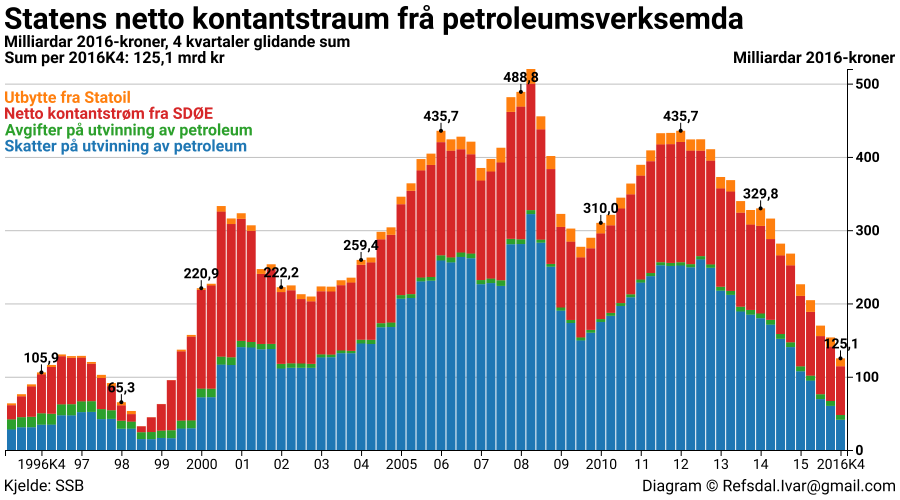 Statens netto kontantstraum frå petroleumsverksemda
Milliardar 2016-kroner, 4 kvartaler glidande sum
Sum per 2016K4: 125,1 mrd kr
Milliardar 2016-kroner
Utbytte fra Statoil
Netto kontantstrøm fra SDØE
Avgifter på utvinning av petroleum
Skatter på utvinning av petroleum
500
400
300
200
100
0
105,9
65,3
220,9
222,2
259,4
435,7
488,8
310,0
435,7
329,8
125,1
1996K4 97 98 99 2000 01 02 03 04 2005 06 07 08 09 2010 11 12 13 14 15 2016K4
Kjelde: SSB
Diagram © Refsdal.Ivar@gmail.com